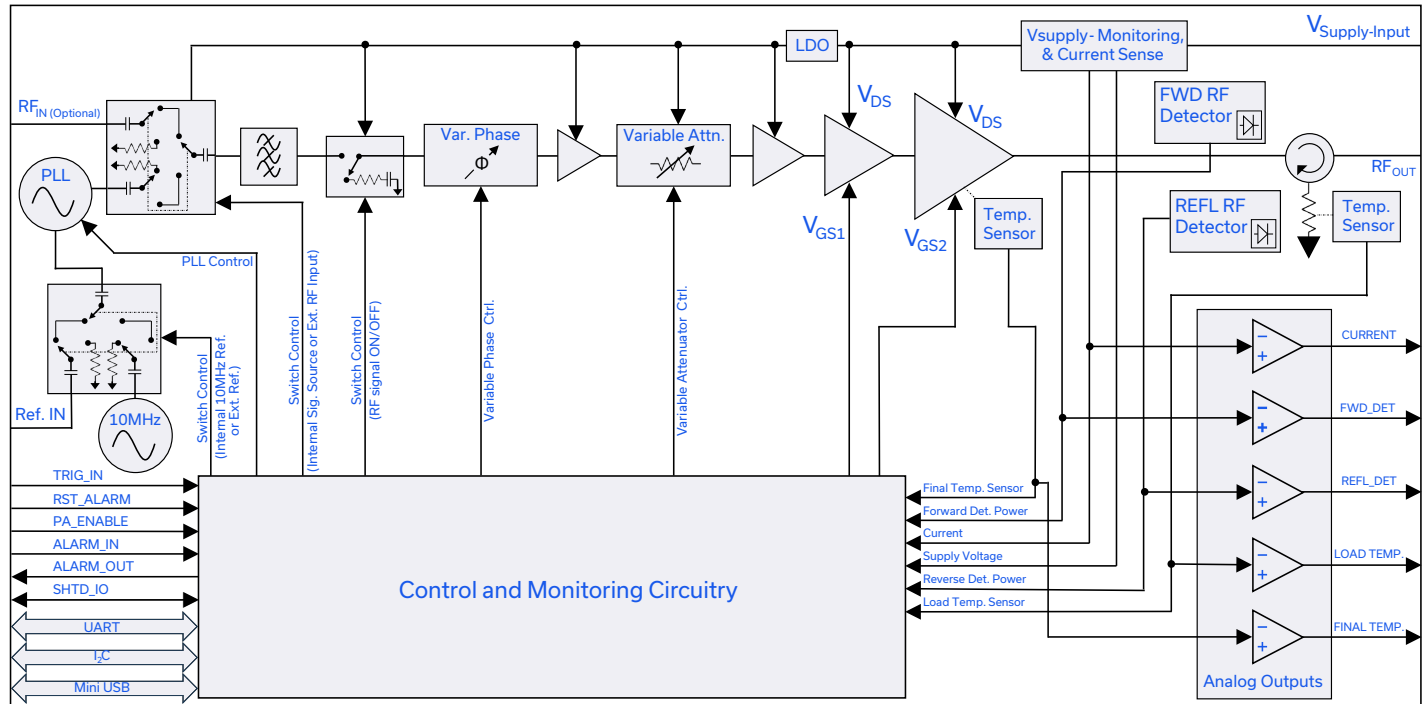 LDO
Vsupply- Monitoring,
& Current Sense
VSupply-Input
RFIN (Optional)
FWD RF
Detector
VDS
VDS
Var. Phase
Φ
Variable Attn.
PLL
RFOUT
REFL RF
Detector
Temp.
Sensor
Temp.
Sensor
VGS1
VGS2
PLL Control
Switch Control
(Internal 10MHz Ref.
or Ext. Ref.)
Switch Control
(Internal Sig. Source or Ext. RF Input)
Switch Control
(RF signal ON/OFF)
Variable Phase Ctrl.
Variable Attenuator Ctrl.
Ref. IN
10MHz
TRIG_IN
RST_ALARM
PA_ENABLE
ALARM_IN
ALARM_OUT
SHTD_IO
UART
I2C
Mini USB
Control and Monitoring Circuitry
Final Temp. Sensor
Forward Det. Power
Current
Supply Voltage
Reverse Det. Power
Load Temp. Sensor
−
+
CURRENT
−
+
FWD_DET
−
+
REFL_DET
−
+
LOAD TEMP.
−
+
FINAL TEMP.
Analog Outputs